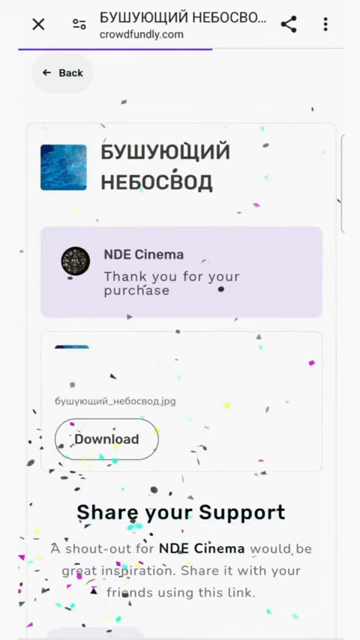 БУШУЮЩИЙ НЕБОСВО...
crowdfundly.com
Back
БУШУЮЩИЙ
НЕБОСВОД
NDE Cinema
Thank you for your
purchase
бушующий_небосвод.jpg
Download
Share your Support
A shout-out for NDE Cinema would be
great inspiration. Share it with your
friends using this link.